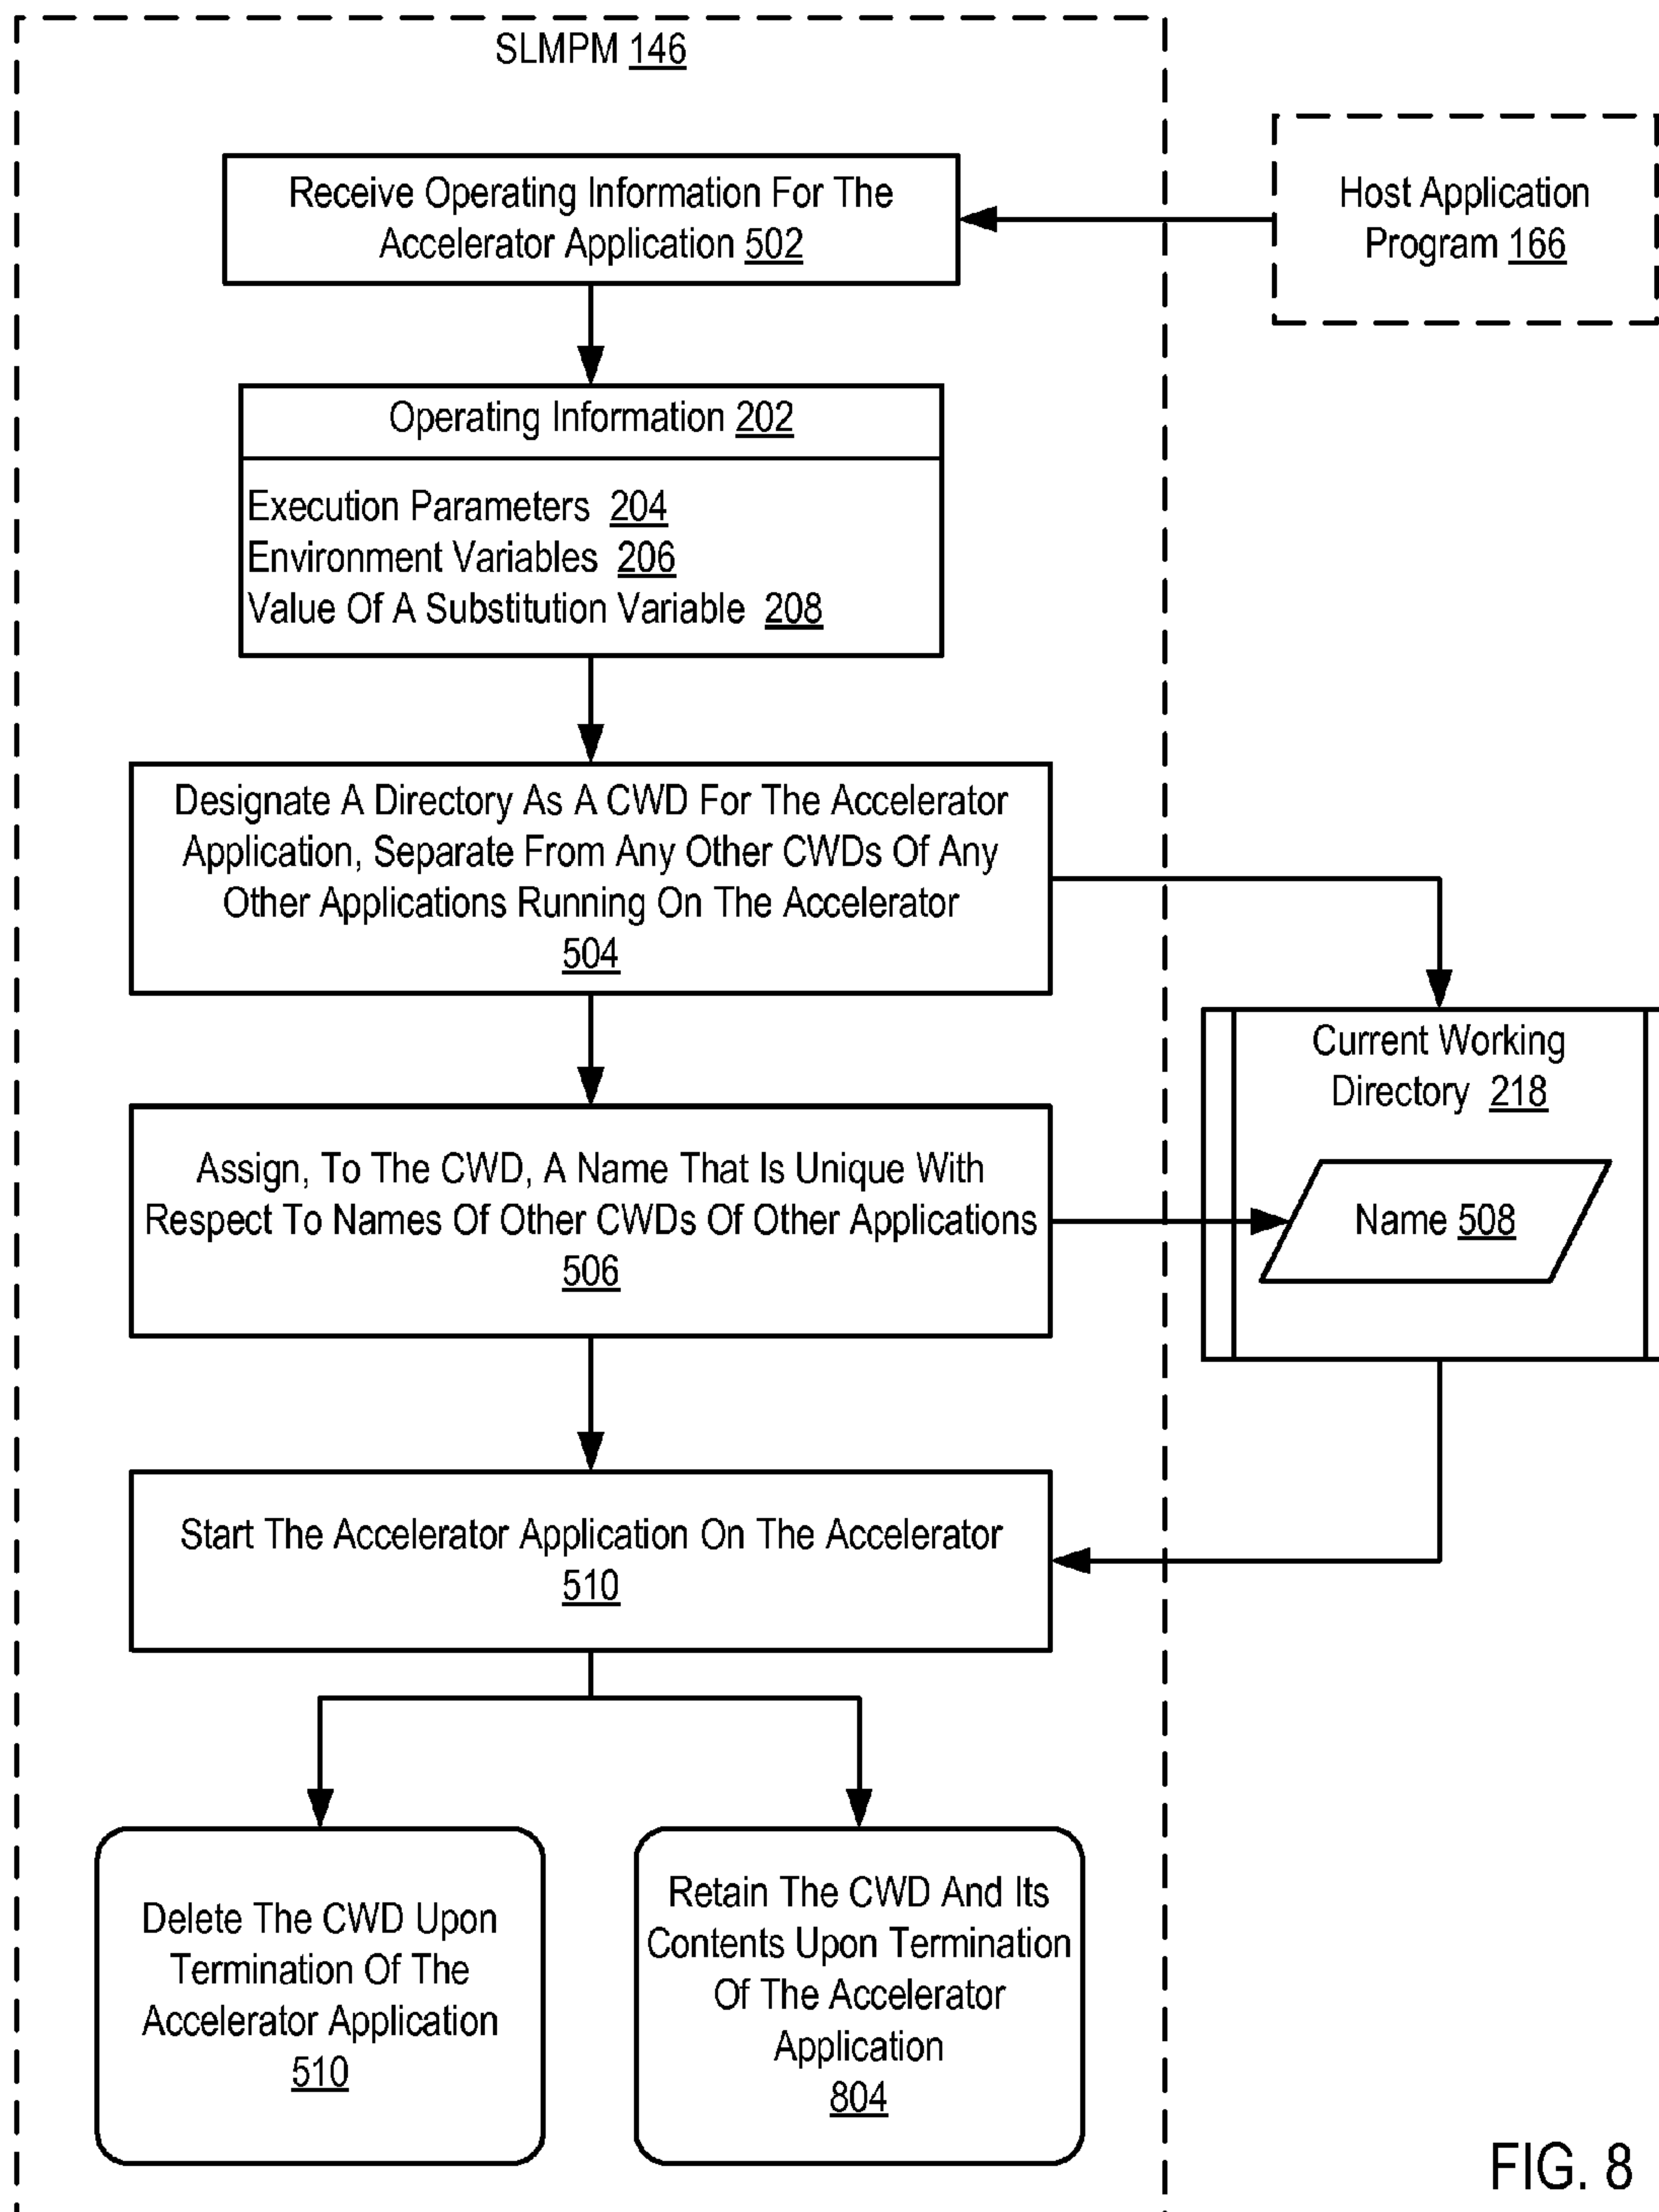 SLMPM 146
Receive Operating Information For The
Accelerator Application 502
Host Application
Program 166
Operating Information 202
Execution Parameters 204
Environment Variables 206
Value Of A Substitution Variable 208
Designate A Directory As A CWD For The Accelerator
Application, Separate From Any Other CWDs Of Any
Other Applications Running On The Accelerator
504
Current Working
Directory 218
Assign, To The CWD, A Name That Is Unique With
Respect To Names Of Other CWDs Of Other Applications
506
Name 508
Start The Accelerator Application On The Accelerator
510
Delete The CWD Upon
Termination Of The
Accelerator Application
510
Retain The CWD And Its
Contents Upon Termination
Of The Accelerator
Application
804
FIG. 8